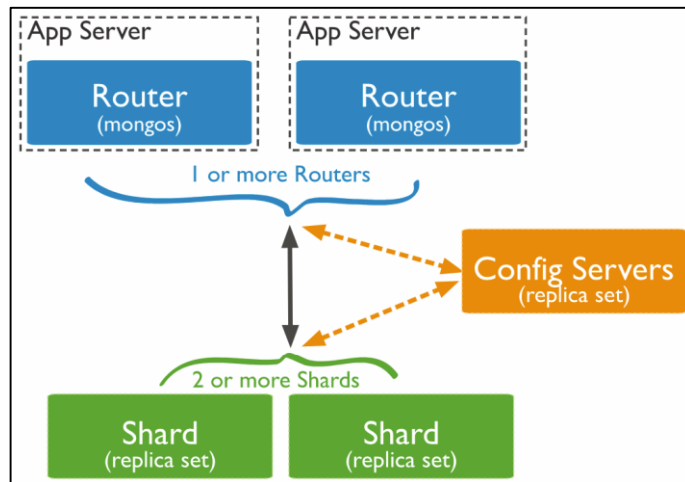 App Server
App Server
Router
(mongos)
Router
(mongos)
1 or more Routers
Config Servers
(replica set)
2 or more Shards
Shard
(replica set)
Shard
(replica set)